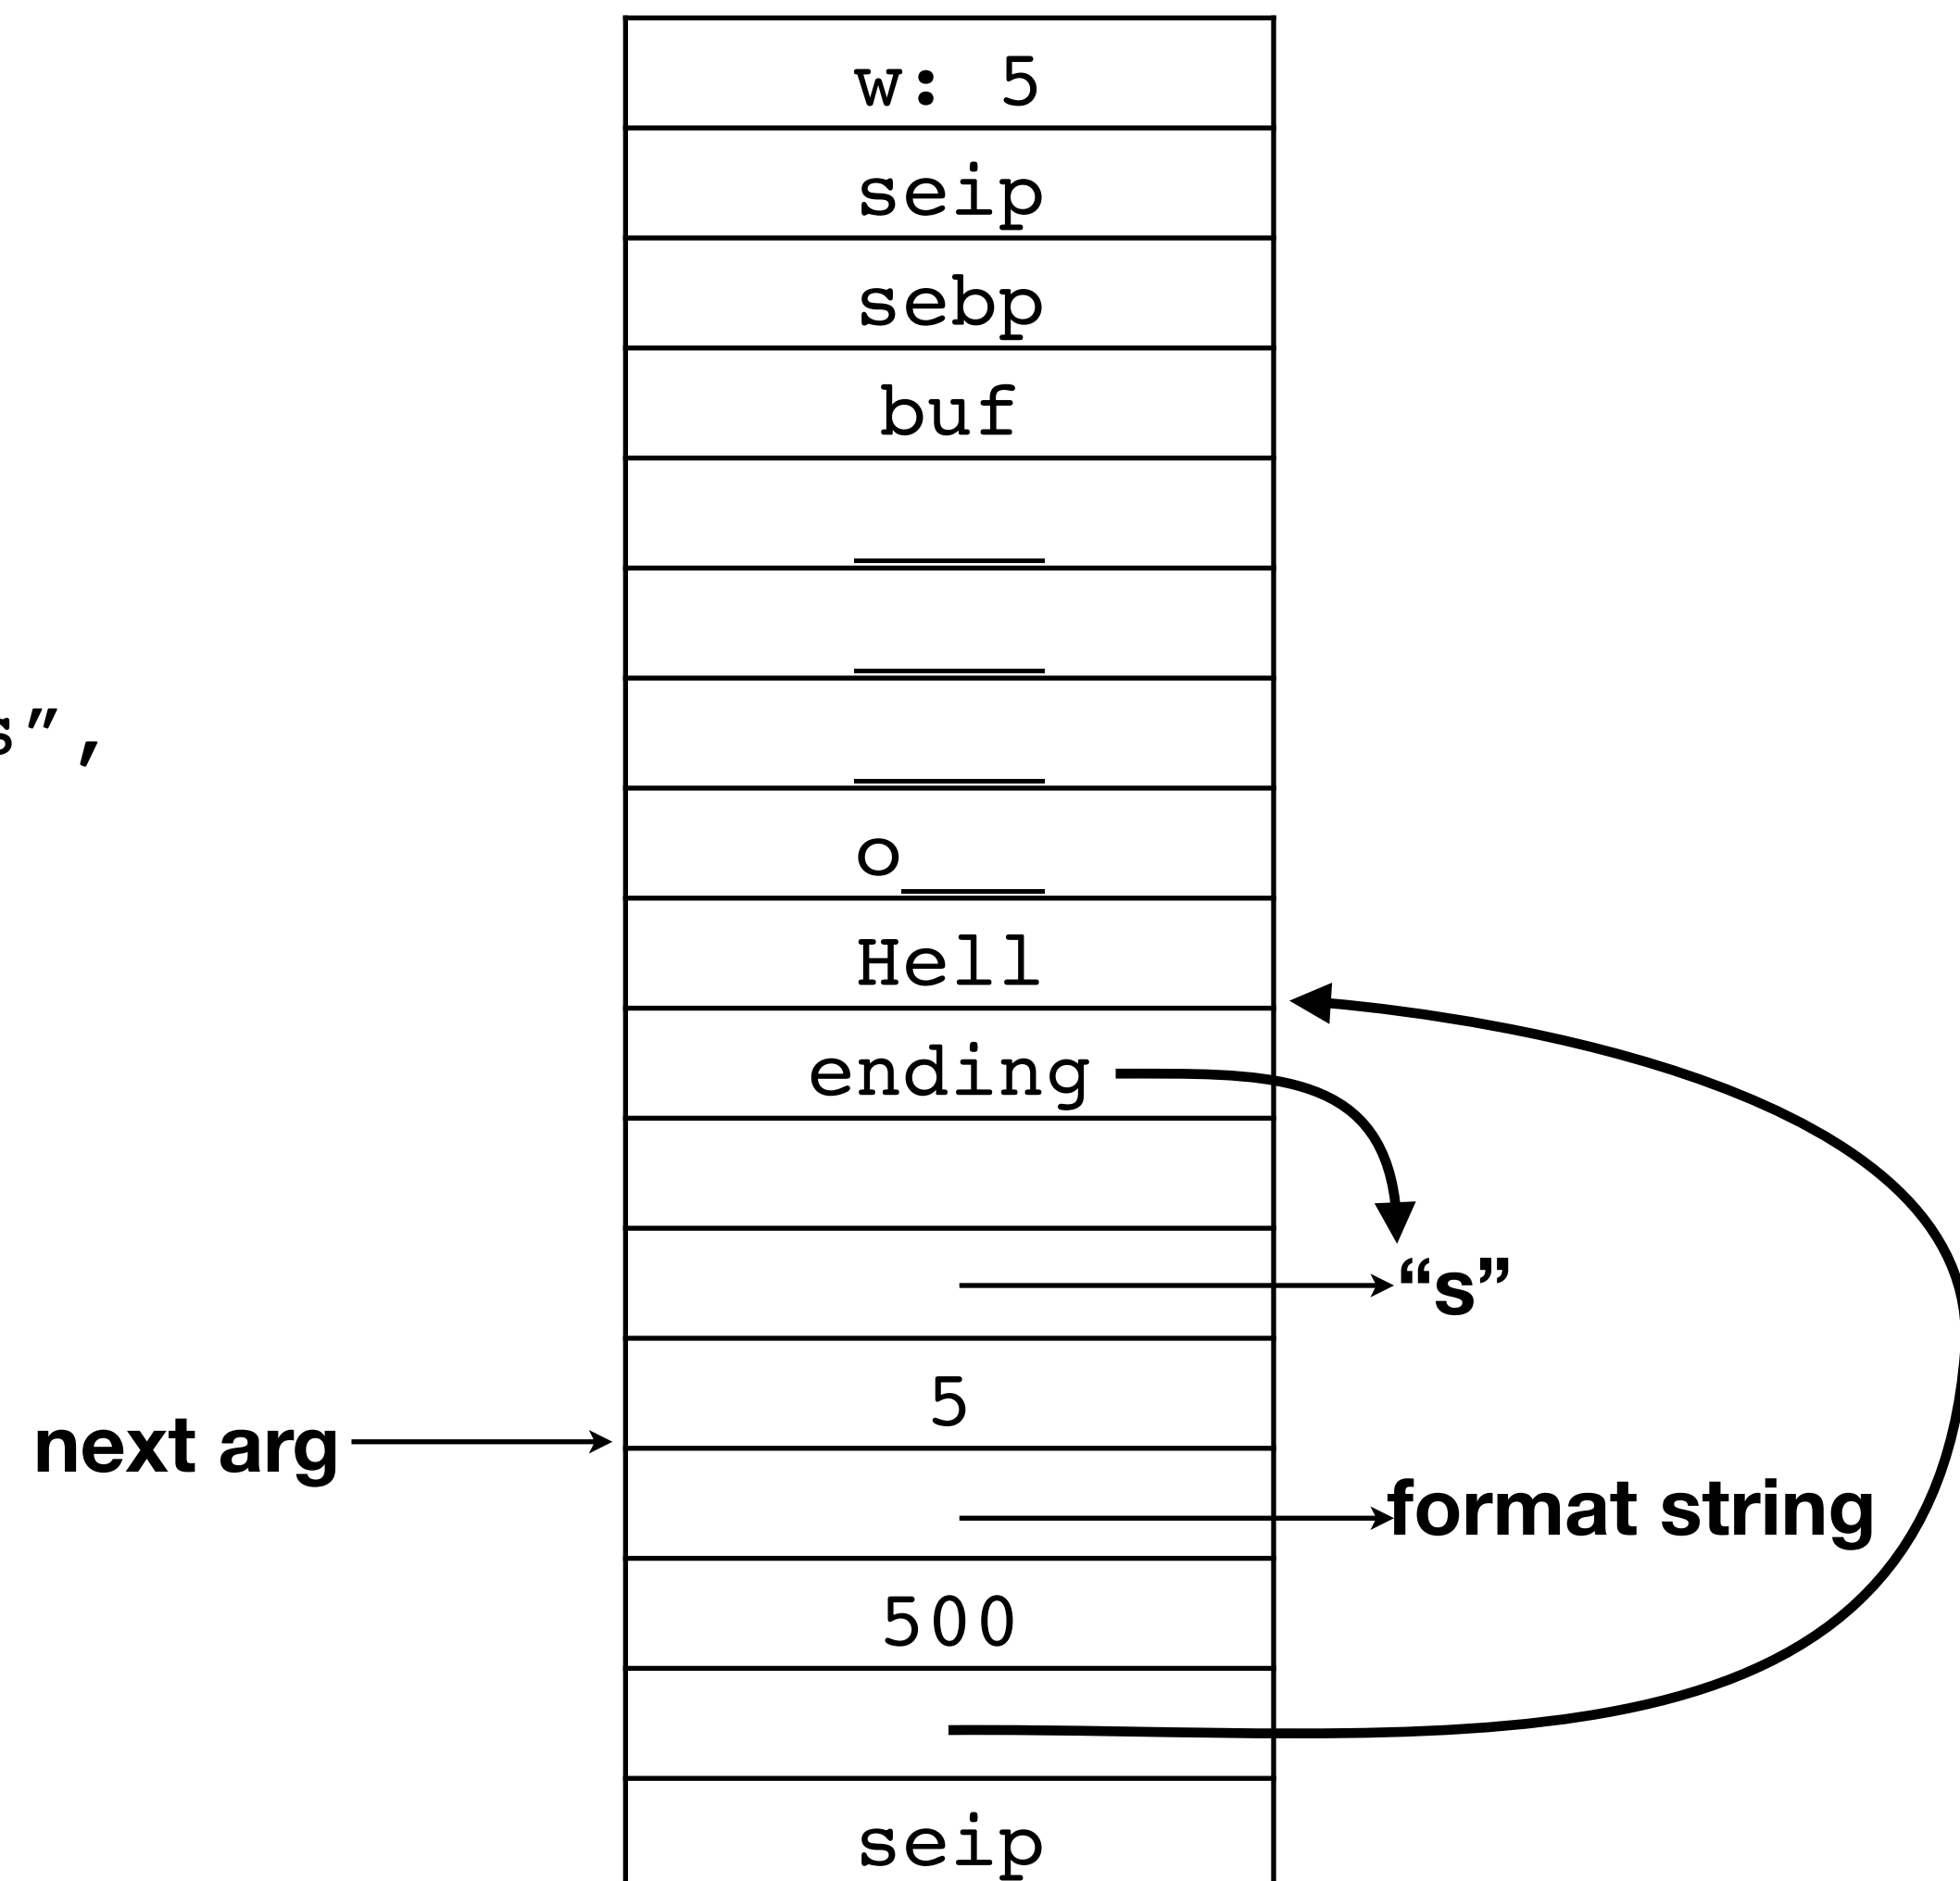 w: 5
seip
sebp
buf
____
____
s”,
____
o___
Hell
ending
“s”
5
next arg
format string
500
seip